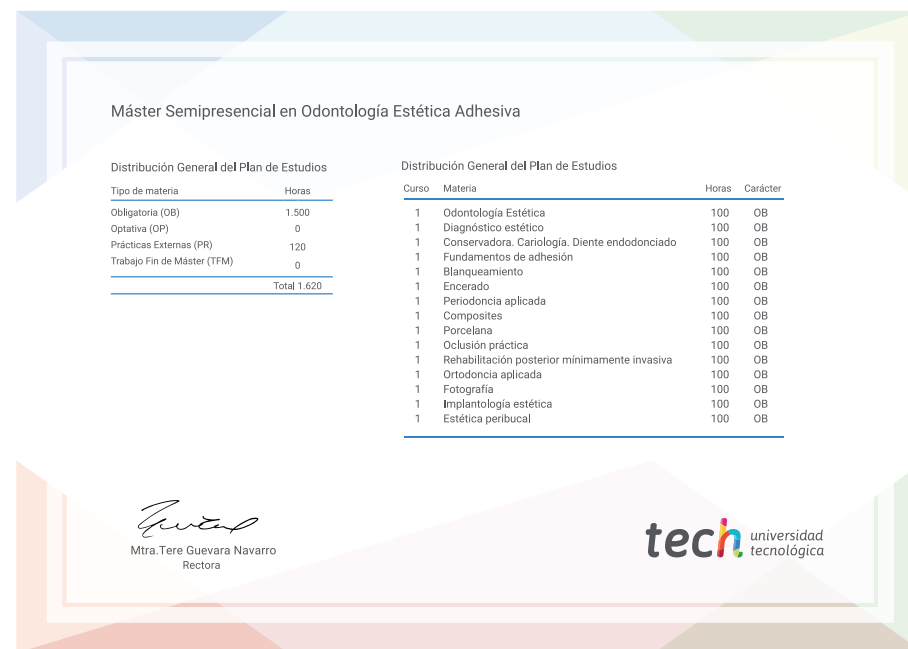 Máster Semipresencial en Odontología Estética Adhesiva
Distribución General del Plan de Estudios
Tipo de materia Horas
Obligatoria (OB) 1.500
Optativa (OP) 0
Prácticas Externas (PR) 120
Trabajo Fin de Máster (TFM) 0
Total 1.620
Distribución General del Plan de Estudios
Curso Materia Horas Carácter
1 Odontología Estética 100 OB
1 Diagnóstico estético 100 OB
1 Conservadora. Cariología. Diente endodonciado 100 OB
1 Fundamentos de adhesión 100 OB
1 Blanqueamiento 100 OB
1 Encerado 100 OB
1 Periodoncia aplicada 100 OB
1 Composites 100 OB
1 Porcelana 100 OB
1 Oclusión práctica 100 OB
1 Rehabilitación posterior mínimamente invasiva 100 OB
1 Ortodoncia aplicada 100 OB
1 Fotografía 100 OB
1 Implantología estética 100 OB
1 Estética peribucal 100 OB
Mtra.Tere Guevara Navarro
Rectora
tech universidad
tecnológica